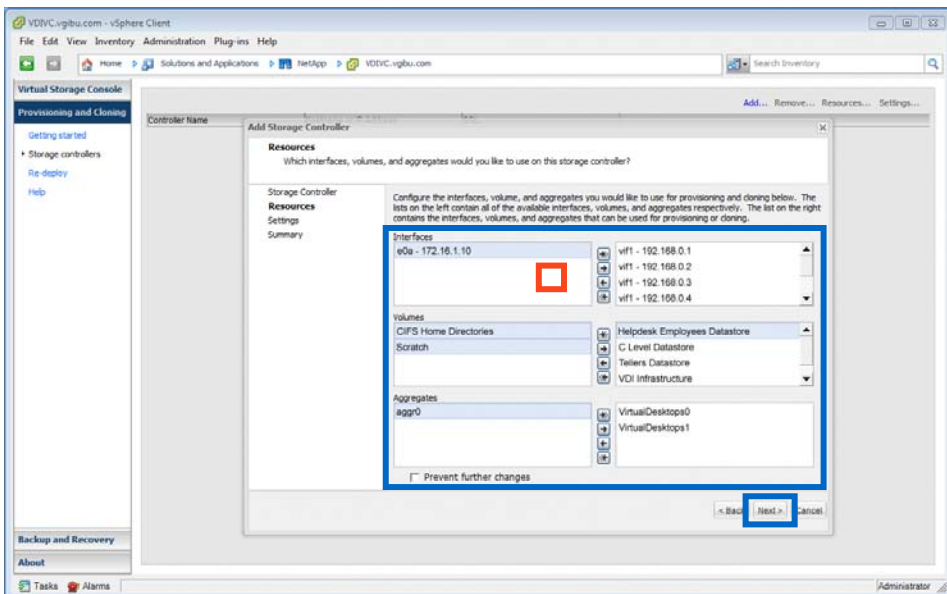 VDIVC.vgibu.com - vSphere Client
File Edit View Inventory Administration Plug-ins Help
Home Solutions and Applications NetApp VDIVC.vgibu.com Search Inventory
Virtual Storage Console
Add... Remove... Resources... Settings...
Provisioning and Cloning
Controller Name
Getting started
Storage controllers
Re-deploy
Help
Add Storage Controller
Resources
Which interfaces, volumes, and aggregates would you like to use on this storage controller?
Storage Controller
Resources
Settings
Summary
Configure the interfaces, volume, and aggregates you would like to use for provisioning and cloning below. The
lists on the left contain all of the available interfaces, volumes, and aggregates respectively. The list on the right
contains the interfaces, volumes, and aggregates that can be used for provisioning or cloning.
Interfaces
e0a - 172.16.1.10
vif1 - 192.168.0.1
vif1 - 192.168.0.2
vif1 - 192.168.0.3
vif1 - 192.168.0.4
Volumes
CIFS Home Directories
Scratch
Helpdesk Employees Datastore
C Level Datastore
Tellers Datastore
VDI Infrastructure
Aggregates
aggr0
VirtualDesktops0
VirtualDesktops1
Prevent further changes
< Back Next > Cancel
Backup and Recovery
About
Tasks Alarms Administrator